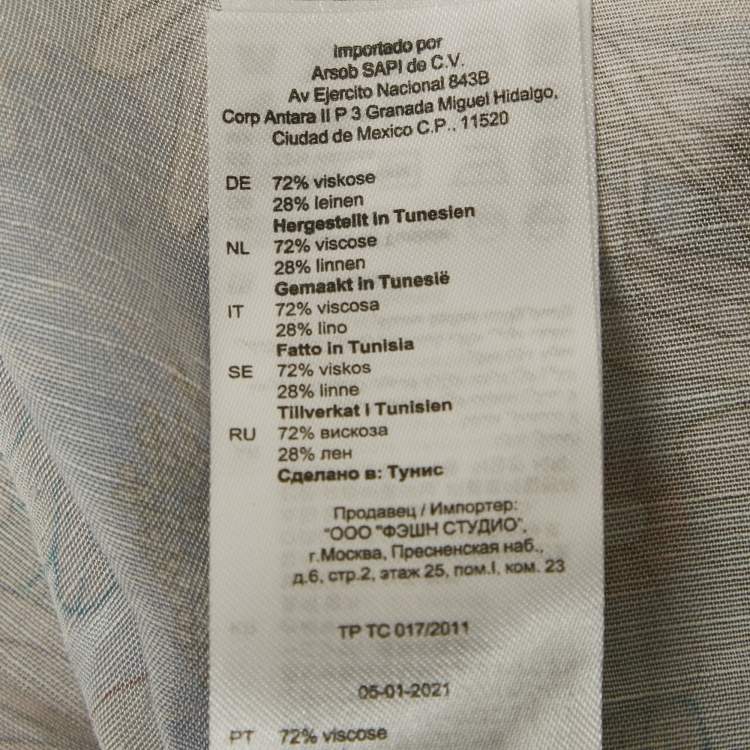 Importado por
Arsob SAPI de C.V.
Av Ejercito Nacional 843B
Corp Antara II P 3 Granada Miguel Hidalgo,
Ciudad de Mexico C.P.. 11520
DE 72% viskose
28% leinen
Hergestellt in Tunesien
NL 72% viscose
28% linnen
Gemaakt in Tunesië
IT 72% viscosa
28% lino
Fatto in Tunisia
SE 72% viskos
28% linne
Tillverkat i Tunisien
RU 72% вискоза
28% лен
Сделано в: Тунис
Продавец / Импортер:
"ООО "ФЭШН СТУДИО",
г.Москва, Пресненская наб.,
д.6, стр.2, этаж 25, пом.I, ком. 23
ТР ТС 017/2011
05-01-2021
PT 72% viscose